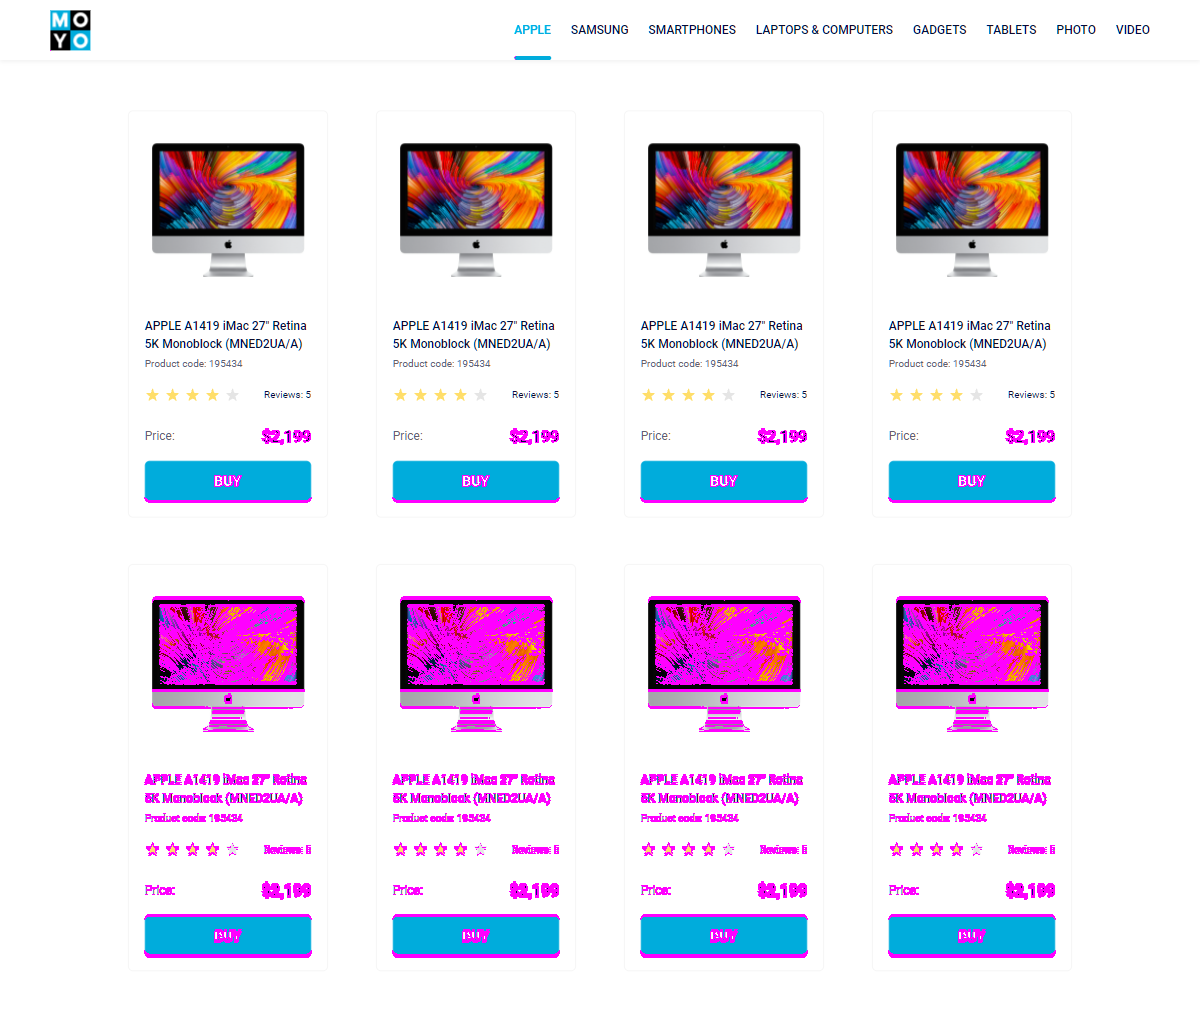 MO
YO
APPLE SAMSUNG SMARTPHONES LAPTOPS & COMPUTERS GADGETS TABLETS PHOTO VIDEO
APPLE A1419 iMac 27" Retina
5K Monoblock (MNED2UA/A)
Product code: 195434
Reviews: 5
Price: $2,199
BUY
APPLE A1419 iMac 27" Retina
5K Monoblock (MNED2UA/A)
Product code: 195434
Reviews: 5
Price: $2,199
BUY
APPLE A1419 iMac 27" Retina
5K Monoblock (MNED2UA/A)
Product code: 195434
Reviews: 5
Price: $2,199
BUY
APPLE A1419 iMac 27" Retina
5K Monoblock (MNED2UA/A)
Product code: 195434
Reviews: 5
Price: $2,199
BUY
APPLE A1419 iMac 27" Retina
5K Monoblock (MNED2UA/A)
Product code: 195434
Reviews: 5
Price: $2,199
BUY
APPLE A1419 iMac 27" Retina
5K Monoblock (MNED2UA/A)
Product code: 195434
Reviews: 5
Price: $2,199
BUY
APPLE A1419 iMac 27" Retina
5K Monoblock (MNED2UA/A)
Product code: 195434
Reviews: 5
Price: $2,199
BUY
APPLE A1419 iMac 27" Retina
5K Monoblock (MNED2UA/A)
Product code: 195434
Reviews: 5
Price: $2,199
BUY